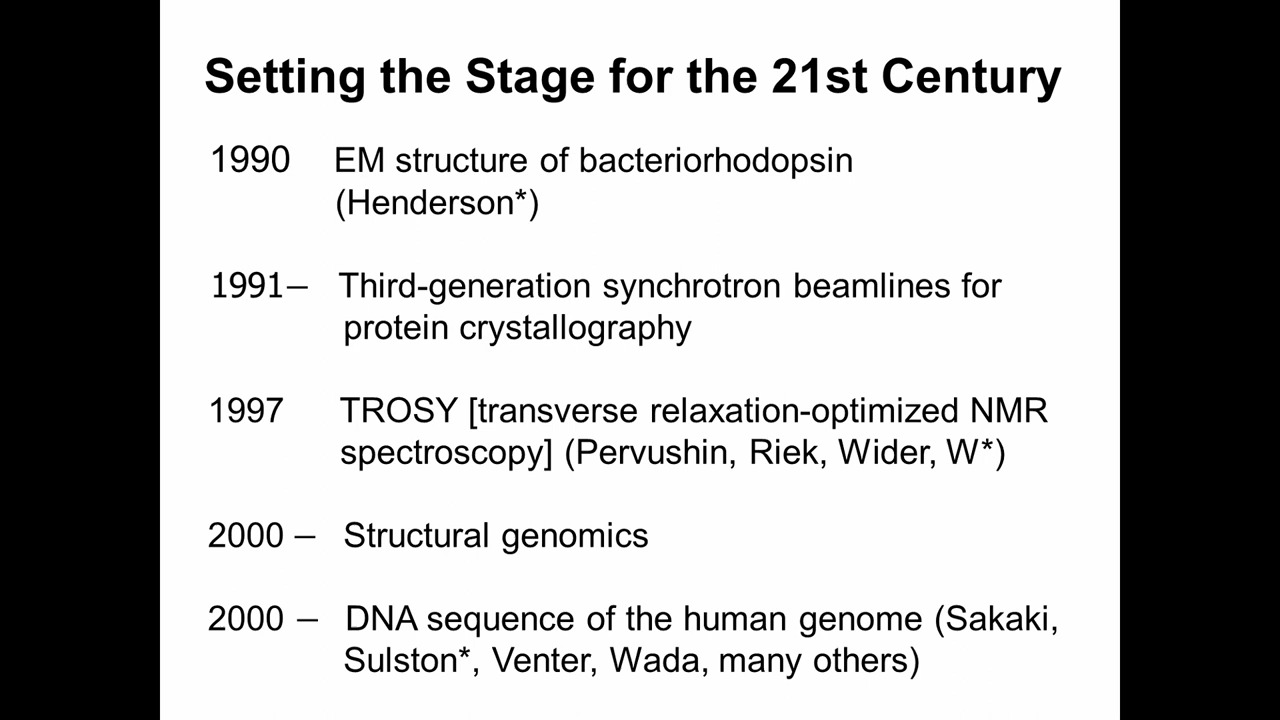 Setting the Stage for the 21st Century
1990 EM structure of bacteriorhodopsin
(Henderson*)
1991– Third-generation synchrotron beamlines for
protein crystallography
1997 TROSY [transverse relaxation-optimized NMR
spectroscopy] (Pervushin, Riek, Wider, W*)
2000 – Structural genomics
2000 – DNA sequence of the human genome (Sakaki,
Sulston*, Venter, Wada, many others)